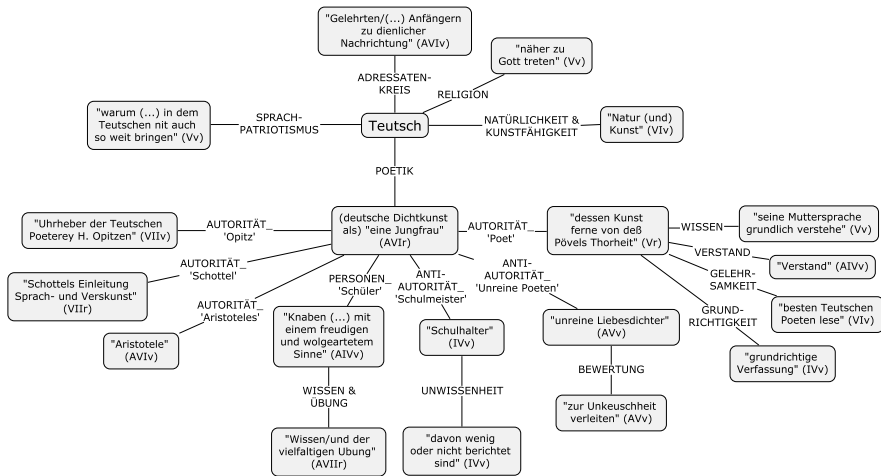 "Gelehrten/(...) Anfängern
zu dienlicher
Nachrichtung" (AVIv)
"näher zu
Gott treten" (Vv)
ADRESSATEN-
KREIS
RELIGION
"warum (...) in dem
Teutschen nit auch
so weit bringen" (Vv)
SPRACH-
PATRIOTISMUS
Teutsch
NATÜRLICHKEIT &
KUNSTFÄHIGKEIT
"Natur (und)
Kunst" (VIv)
POETIK
"Uhrheber der Teutschen
Poeterey H. Opitzen" (VIIv)
AUTORITÄT_
'Opitz'
(deutsche Dichtkunst
als) "eine Jungfrau"
(AVIr)
AUTORITÄT_
'Poet'
"dessen Kunst
ferne von deß
Pövels Thorheit" (Vr)
WISSEN
"seine Muttersprache
grundlich verstehe" (Vv)
VERSTAND
"Verstand" (AIVv)
"Schottels Einleitung
Sprach- und Verskunst"
(VIIr)
AUTORITÄT_
'Schottel'
PERSONEN_
'Schüler'
ANTI-
AUTORITÄT_
'Schulmeister'
ANTI-
AUTORITÄT_
'Unreine Poeten'
GELEHR-
SAMKEIT
"besten Teutschen
Poeten lese" (VIv)
AUTORITÄT_
'Aristoteles'
"Aristotele"
(AVIv)
"Knaben (...) mit
einem freudigen
und wolgeartetem
Sinne" (AIVv)
"Schulhalter"
(IVv)
"unreine Liebesdichter"
(AVv)
GRUND-
RICHTIGKEIT
"grundrichtige
Verfassung" (IVv)
WISSEN &
ÜBUNG
UNWISSENHEIT
BEWERTUNG
"Wissen/und der
vielfaltigen Ubung"
(AVIIr)
"davon wenig
oder nicht berichtet
sind" (IVv)
"zur Unkeuschheit
verleiten" (AVv)